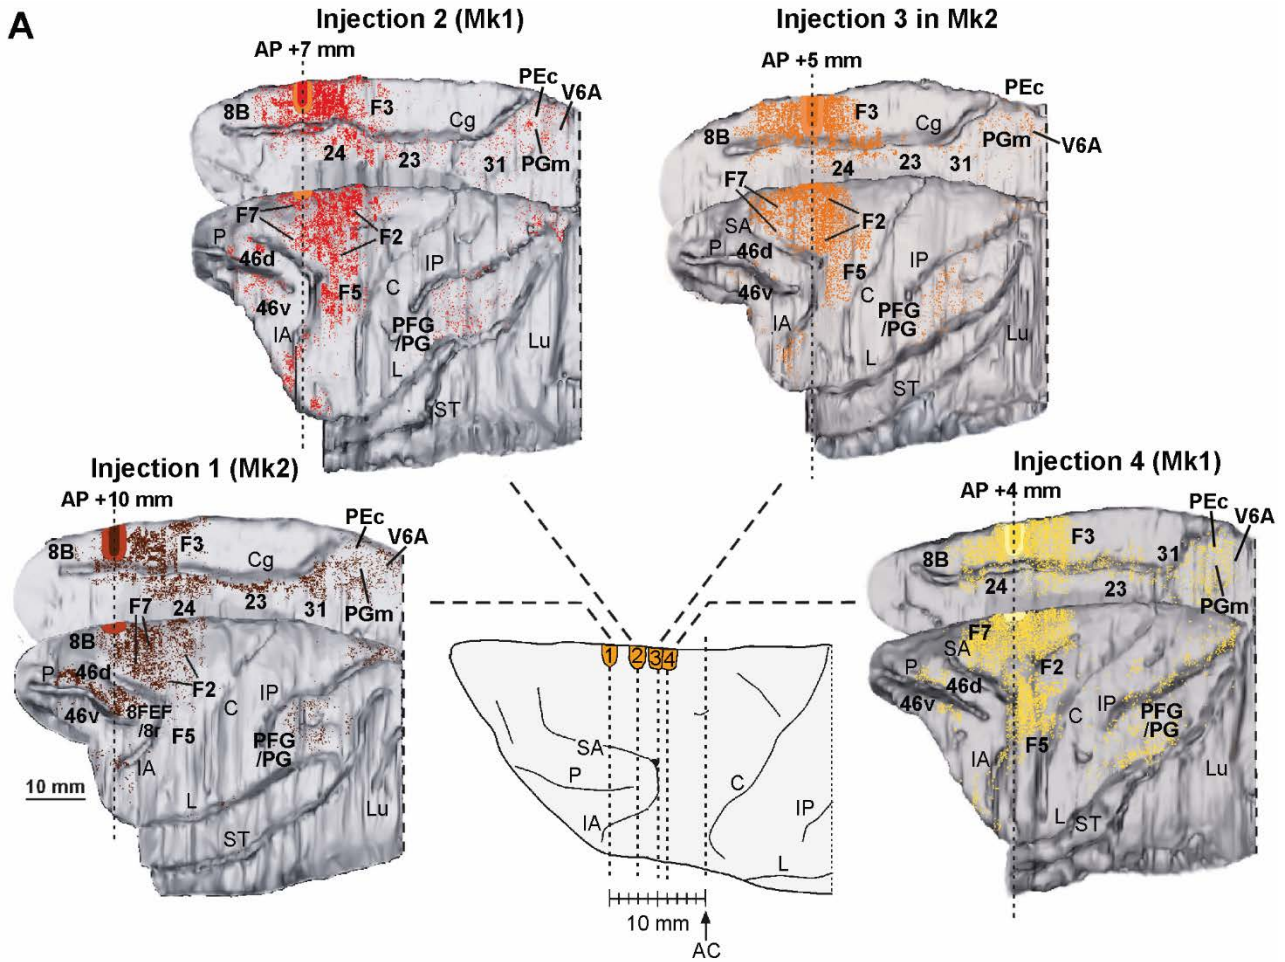 A
Injection 2 (Mk1)
AP +7 mm
8B
F3
Cg
PEc
V6A
24
23
31
PGm
F7
F2
P
46d
IP
46v
F5
C
IA
PFG
/PG
L
Lu
ST
Injection 3 in Mk2
AP +5 mm
PEc
8B
F3
Cg
PGm
V6A
24
23
31
F7
SA
F2
P
46d
IP
F5
46v
C
IA
PFG
/PG
L
Lu
ST
Injection 1 (Mk2)
AP +10 mm
PEc
V6A
8B
F3
Cg
24
23
31
PGm
F7
8B
P
46d
F2
IP
46v
8FEF
/8r
C
F5
PFG
/PG
IA
10 mm
L
Lu
ST
1 2 3 4
SA
P
C
IA
IP
L
10 mm
AC
Injection 4 (Mk1)
AP +4 mm
PEc
V6A
8B
F3
31
24
23
PGm
F7
SA
F2
P
46d
IP
46v
C
PFG
/PG
F5
IA
Lu
L
ST